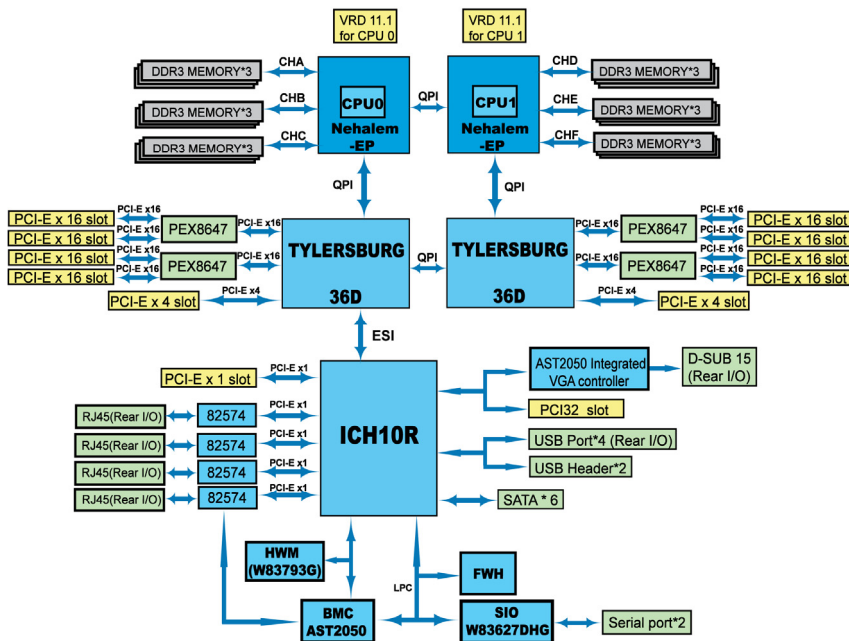 VRD 11.1
for CPU 0
VRD 11.1
for CPU 1
DDR3 MEMORY*3
CHA
CPU0
Nehalem
-EP
QPI
CPU1
Nehalem
-EP
CHD
DDR3 MEMORY*3
DDR3 MEMORY*3
CHB
CHE
DDR3 MEMORY*3
DDR3 MEMORY*3
CHC
CHF
DDR3 MEMORY*3
QPI
QPI
PCI-E x 16 slot
PCI-E x16
PEX8647
PCI-E x16
PCI-E x 16 slot
PCI-E x16
PCI-E x 16 slot
PCI-E x16
PEX8647
PCI-E x16
PCI-E x 16 slot
PCI-E x16
PCI-E x 4 slot
PCI-E x4
TYLERSBURG
36D
QPI
TYLERSBURG
36D
PCI-E x16
PEX8647
PCI-E x16
PCI-E x 16 slot
PCI-E x16
PCI-E x 16 slot
PCI-E x16
PEX8647
PCI-E x16
PCI-E x 16 slot
PCI-E x16
PCI-E x 16 slot
PCI-E x4
PCI-E x 4 slot
ESI
PCI-E x 1 slot
PCI-E x1
RJ45(Rear I/O)
82574
PCI-E x1
RJ45(Rear I/O)
82574
PCI-E x1
RJ45(Rear I/O)
82574
PCI-E x1
RJ45(Rear I/O)
82574
PCI-E x1
ICH10R
AST2050 Integrated
VGA controller
D-SUB 15
(Rear I/O)
PCI32 slot
USB Port*4 (Rear I/O)
USB Header*2
SATA * 6
HWM
(W83793G)
LPC
FWH
BMC
AST2050
SIO
W83627DHG
Serial port*2